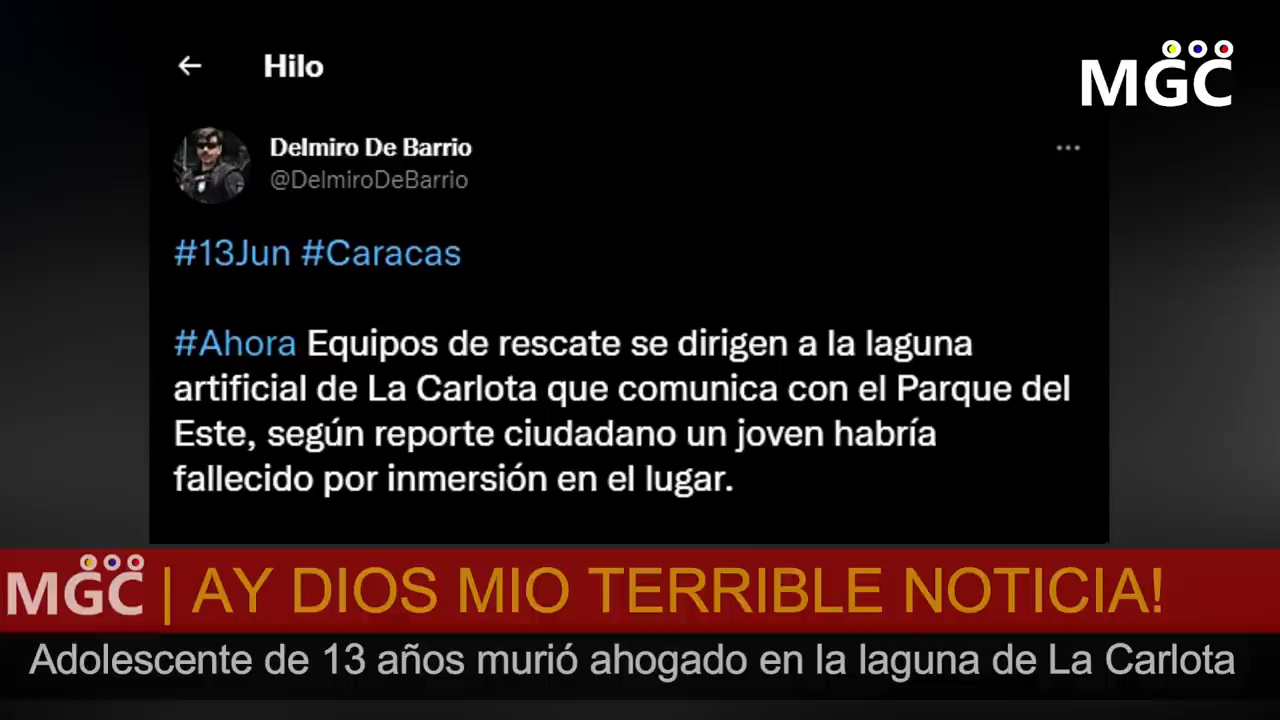 MGC
Hilo
Delmiro De Barrio
@DelmiroDeBarrio
#13Jun #Caracas
#Ahora Equipos de rescate se dirigen a la laguna
artificial de La Carlota que comunica con el Parque del
Este, según reporte ciudadano un joven habría
fallecido por inmersión en el lugar.
MGC | AY DIOS MIO TERRIBLE NOTICIA!
Adolescente de 13 años murió ahogado en la laguna de La Carlota